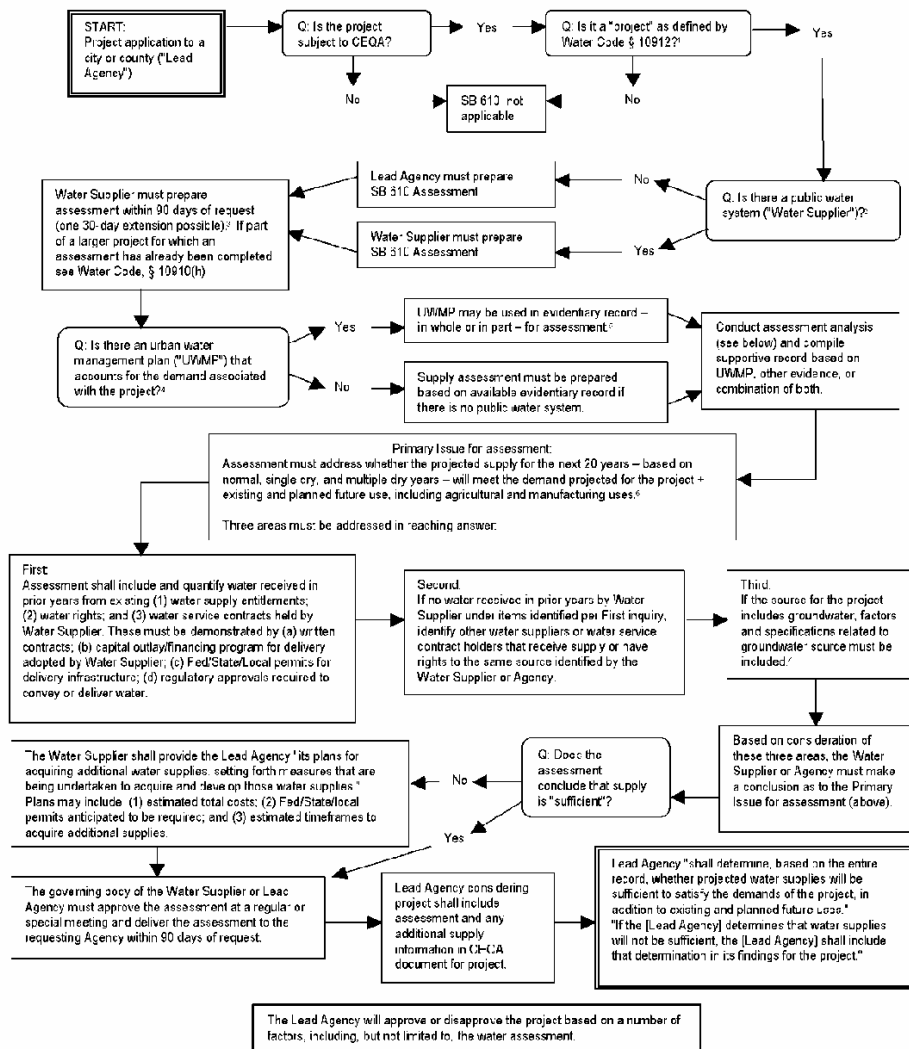 START:
Project application to a
city or county ("Lead
Agency")
Q: Is the project
subject to CEQA?
Yes
Q: Is it a "project" as defined by
Water Code § 10912?¹
Yes
No
No
SB 610 not
applicable
Lead Agency must prepare
SB 610 Assessment
No
Q: Is there a public water
system ("Water Supplier")?²
Water Supplier must prepare
assessment within 90 days of request
(one 30-day extension possible).³ If part
of a larger project for which an
assessment has already been completed
see Water Code, § 10910(h)
Water Supplier must prepare
SB 610 Assessment
Yes
Q: Is there an urban water
management plan ("UWMP") that
accounts for the demand associated
with the project?⁴
Yes
UWMP may be used in evidentiary record –
in whole or in part – for assessment.⁵
No
Supply assessment must be prepared
based on available evidentiary record if
there is no public water system.
Conduct assessment analysis
(see below) and compile
supportive record based on
UWMP, other evidence, or
combination of both.
Primary Issue for assessment:
Assessment must address whether the projected supply for the next 20 years – based on
normal, single dry, and multiple dry years – will meet the demand projected for the project +
existing and planned future use, including agricultural and manufacturing uses.⁶
Three areas must be addressed in reaching answer:
First:
Assessment shall include and quantify water received in
prior years from existing (1) water supply entitlements;
(2) water rights; and (3) water service contracts held by
Water Supplier. These must be demonstrated by (a) written
contracts; (b) capital outlay/financing program for delivery
adopted by Water Supplier; (c) Fed/State/Local permits for
delivery infrastructure; (d) regulatory approvals required to
convey or deliver water.
Second:
If no water received in prior years by Water
Supplier under items identified per First inquiry,
identify other water suppliers or water service
contract holders that receive supply or have
rights to the same source identified by the
Water Supplier or Agency.
Third:
If the source for the project
includes groundwater, factors
and specifications related to
groundwater source must be
included.⁷
The Water Supplier shall provide the Lead Agency "its plans for
acquiring additional water supplies, setting forth measures that are
being undertaken to acquire and develop those water supplies."
Plans may include (1) estimated total costs; (2) Fed/State/local
permits anticipated to be required; and (3) estimated timeframes to
acquire additional supplies.
No
Q: Does the
assessment
conclude that supply
is "sufficient"?
Yes
Based on consideration of
these three areas, the Water
Supplier or Agency must make
a conclusion as to the Primary
Issue for assessment (above).
The governing body of the Water Supplier or Lead
Agency must approve the assessment at a regular or
special meeting and deliver the assessment to the
requesting Agency within 90 days of request.
Lead Agency considering
project shall include
assessment and any
additional supply
information in CEQA
document for project.
Lead Agency "shall determine, based on the entire
record, whether projected water supplies will be
sufficient to satisfy the demands of the project, in
addition to existing and planned future uses."
"If the [Lead Agency] determines that water supplies
will not be sufficient, the [Lead Agency] shall include
that determination in its findings for the project."
The Lead Agency will approve or disapprove the project based on a number of
factors, including, but not limited to, the water assessment.